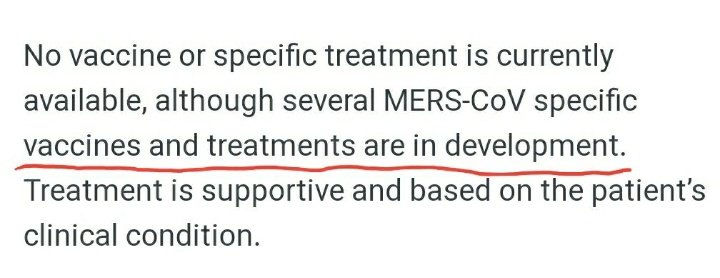 No vaccine or specific treatment is currently
available, although several MERS-CoV specific
vaccines and treatments are in development.
Treatment is supportive and based on the patient’s
clinical condition.